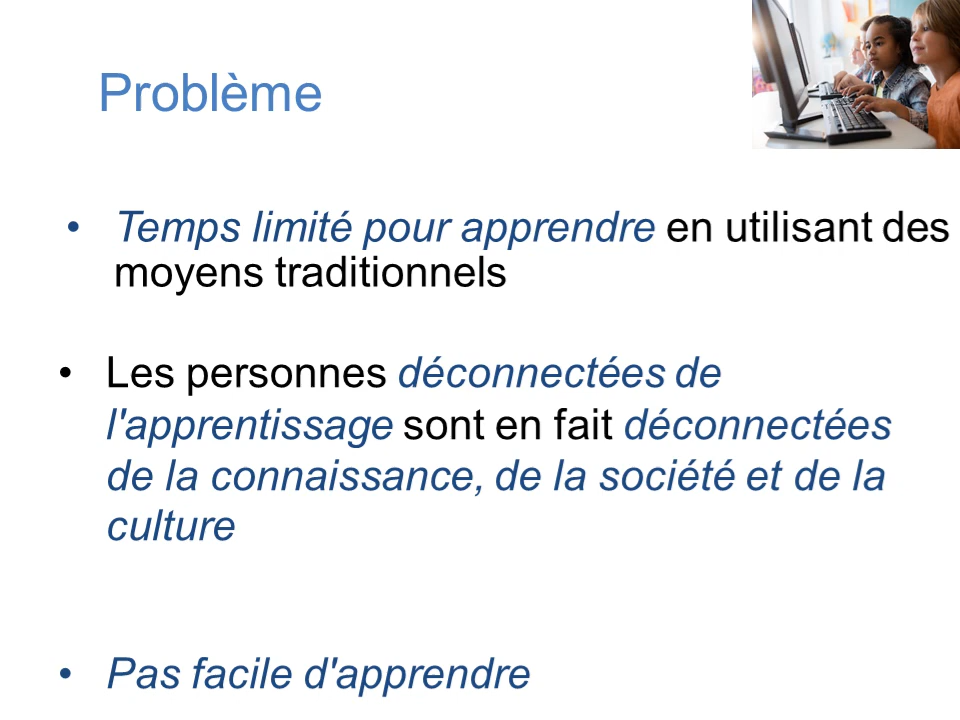 Problème
• Temps limité pour apprendre en utilisant des
moyens traditionnels
• Les personnes déconnectées de
l'apprentissage sont en fait déconnectées
de la connaissance, de la société et de la
culture
• Pas facile d'apprendre